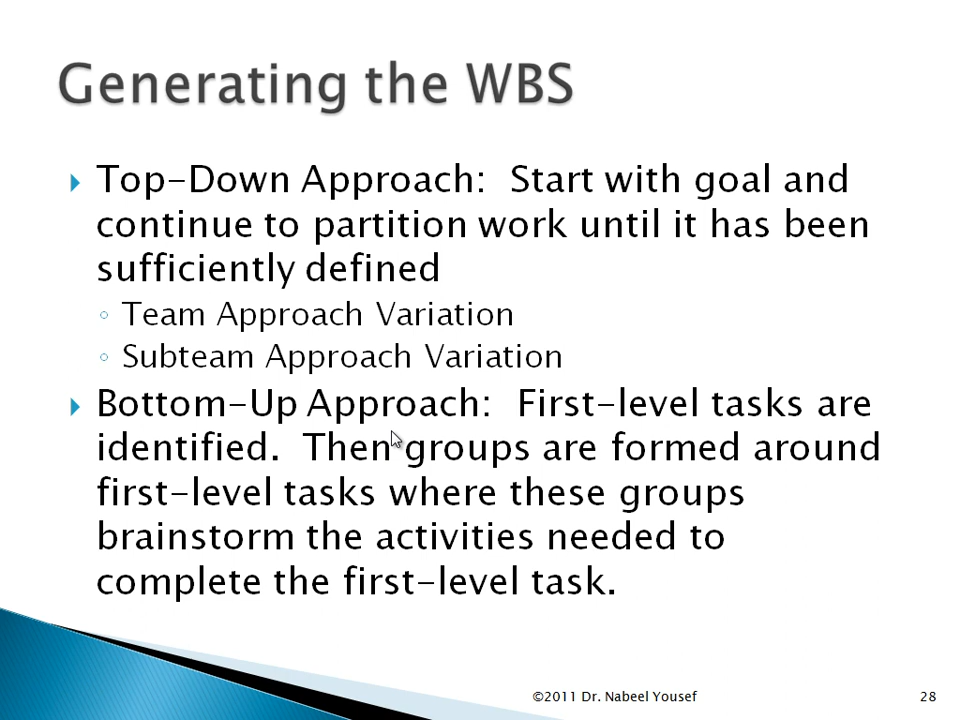 Generating the WBS
Top-Down Approach:  Start with goal and
continue to partition work until it has been
sufficiently defined
Team Approach Variation
Subteam Approach Variation
Bottom-Up Approach:  First-level tasks are
identified.  Then groups are formed around
first-level tasks where these groups
brainstorm the activities needed to
complete the first-level task.
©2011 Dr. Nabeel Yousef
28